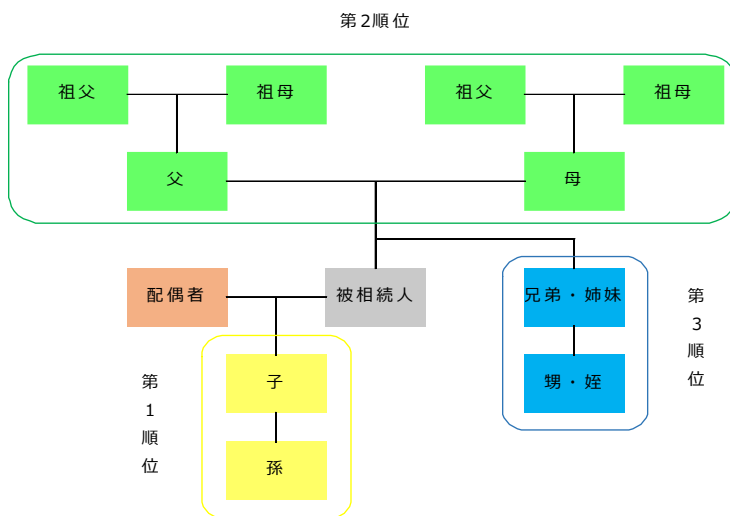 第2順位
祖父
祖母
祖父
祖母
父
母
配偶者
被相続人
兄弟・姉妹
第3順位
子
甥・姪
第1順位
孫